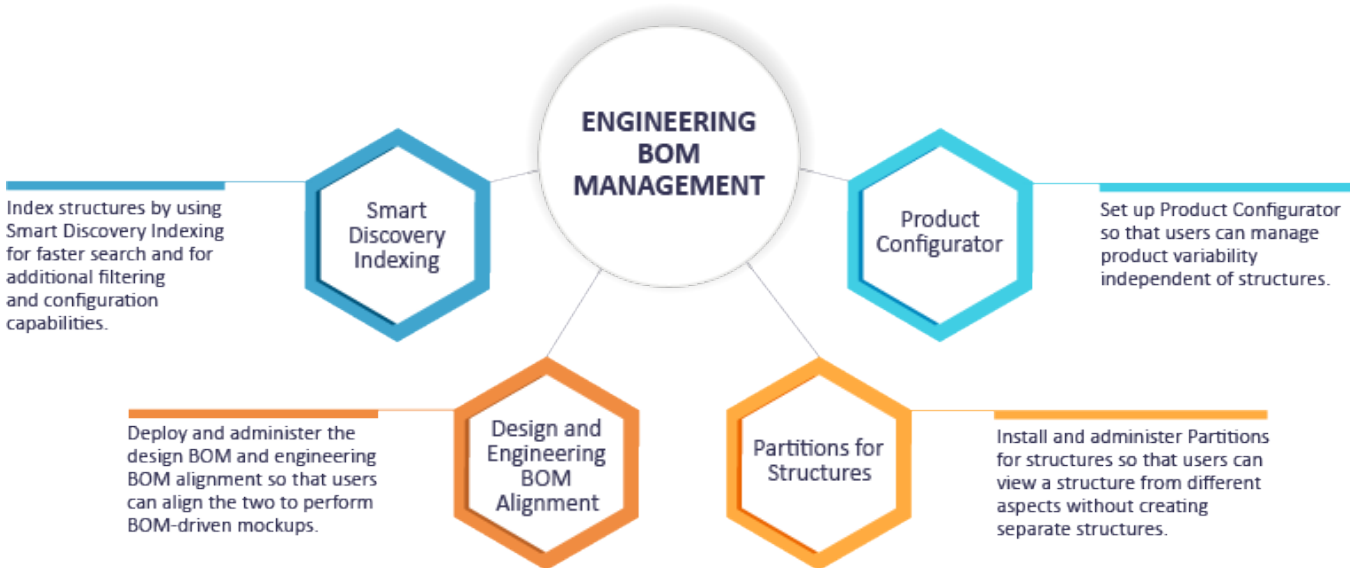 ENGINEERING
BOM
MANAGEMENT
Smart
Discovery
Indexing
Index structures by using
Smart Discovery Indexing
for faster search and for
additional filtering
and configuration
capabilities.
Product
Configurator
Set up Product Configurator
so that users can manage
product variability
independent of structures.
Design and
Engineering
BOM
Alignment
Deploy and administer the
design BOM and engineering
BOM alignment so that users
can align the two to perform
BOM-driven mockups.
Partitions for
Structures
Install and administer Partitions
for structures so that users can
view a structure from different
aspects without creating
separate structures.